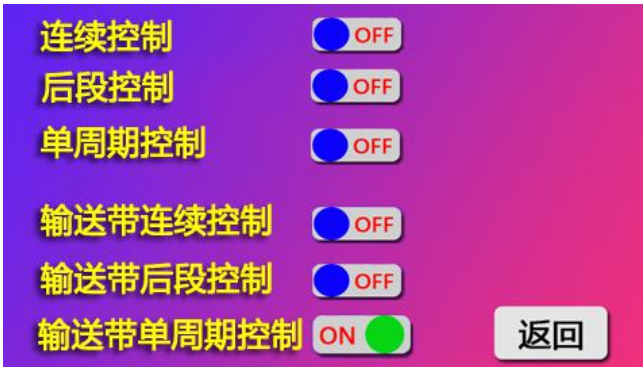 连续控制 OFF
后段控制 OFF
单周期控制 OFF
输送带连续控制 OFF
输送带后段控制 OFF
输送带单周期控制 ON
返回